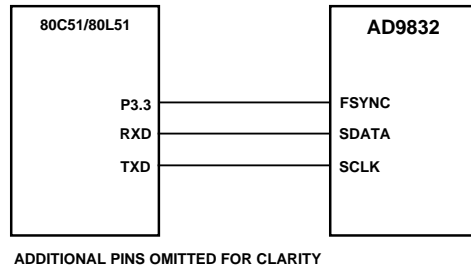 80C51/80L51
AD9832
P3.3
FSYNC
RXD
SDATA
TXD
SCLK
ADDITIONAL PINS OMITTED FOR CLARITY